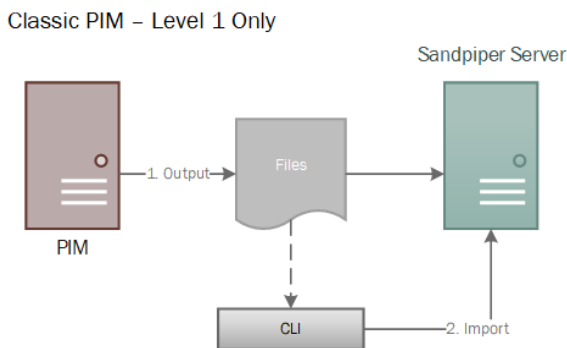 Classic PIM – Level 1 Only
Sandpiper Server
1. Output
Files
PIM
CLI
2. Import